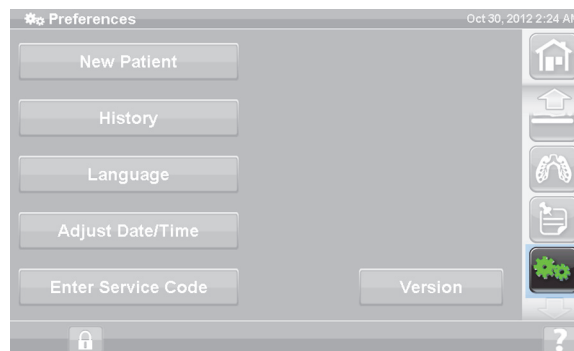 Preferences
Oct 30, 2012 2:24 AM
New Patient
History
Language
Adjust Date/Time
Enter Service Code
Version
?